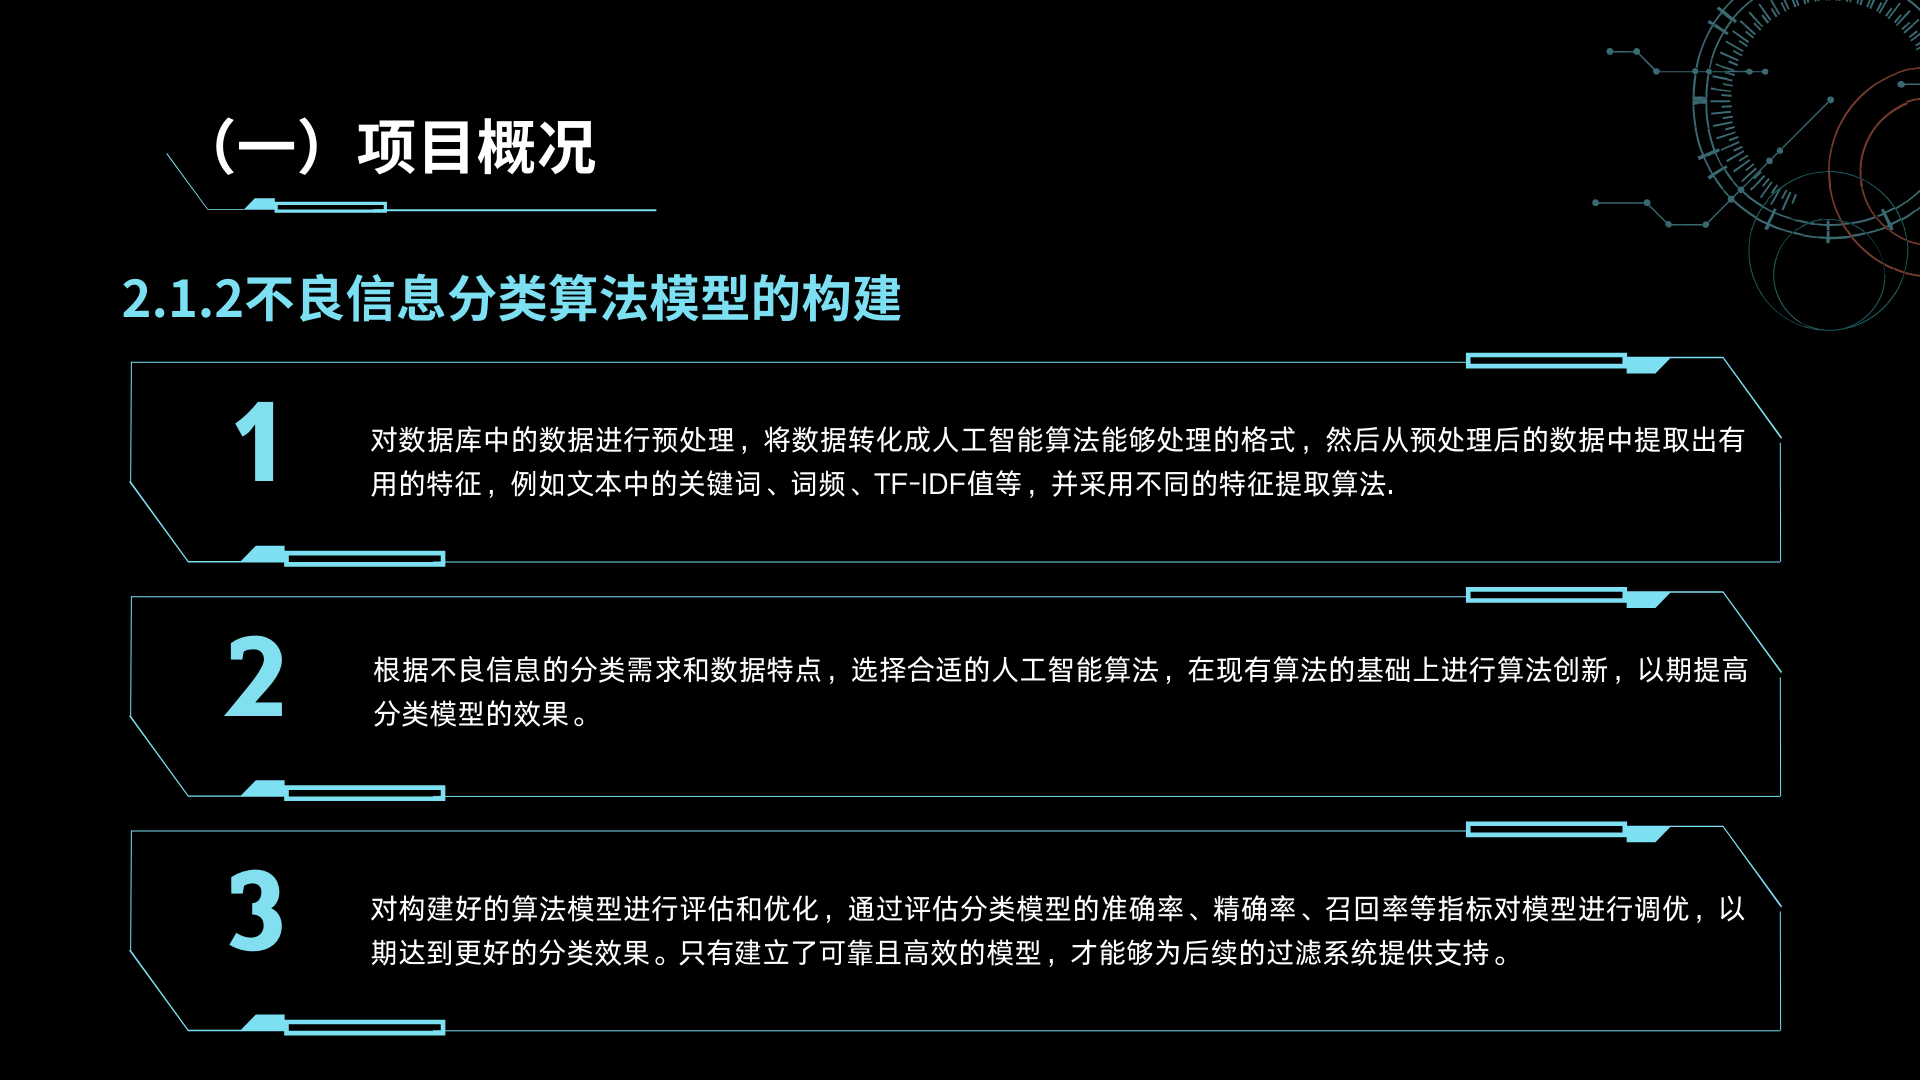 （一）项目概况
2.1.2不良信息分类算法模型的构建
1
对数据库中的数据进行预处理，将数据转化成人工智能算法能够处理的格式，然后从预处理后的数据中提取出有
用的特征，例如文本中的关键词、词频、TF-IDF值等，并采用不同的特征提取算法.
2
根据不良信息的分类需求和数据特点，选择合适的人工智能算法，在现有算法的基础上进行算法创新，以期提高
分类模型的效果。
3
对构建好的算法模型进行评估和优化，通过评估分类模型的准确率、精确率、召回率等指标对模型进行调优，以
期达到更好的分类效果。只有建立了可靠且高效的模型，才能够为后续的过滤系统提供支持。